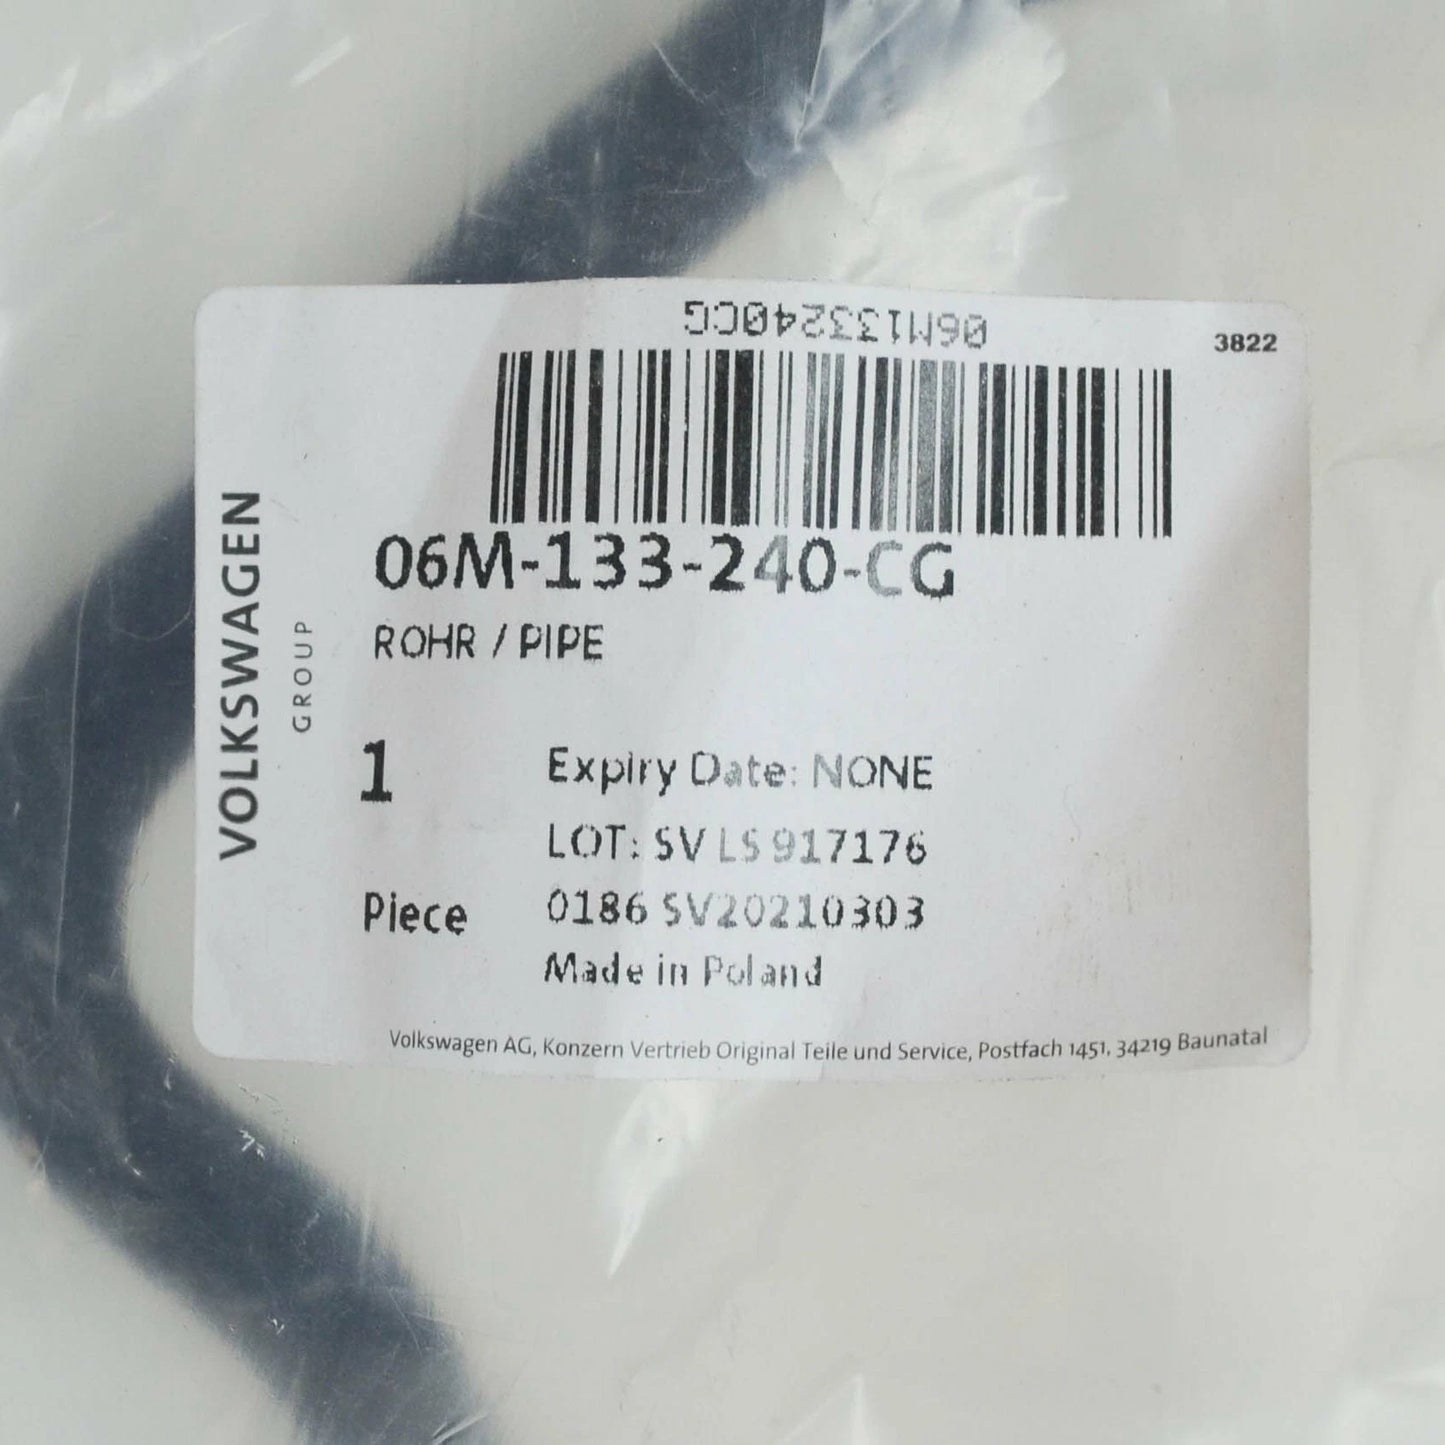 06M133240CG
3822
06M-133-240-CG
ROHR / PIPE
VOLKSWAGEN
GROUP
1
Expiry Date: NONE
LOT: SV LS 917176
Piece
0186 SV20210303
Made in Poland
Volkswagen AG, Konzern Vertrieb Original Teile und Service, Postfach 1451, 34219 Baunatal